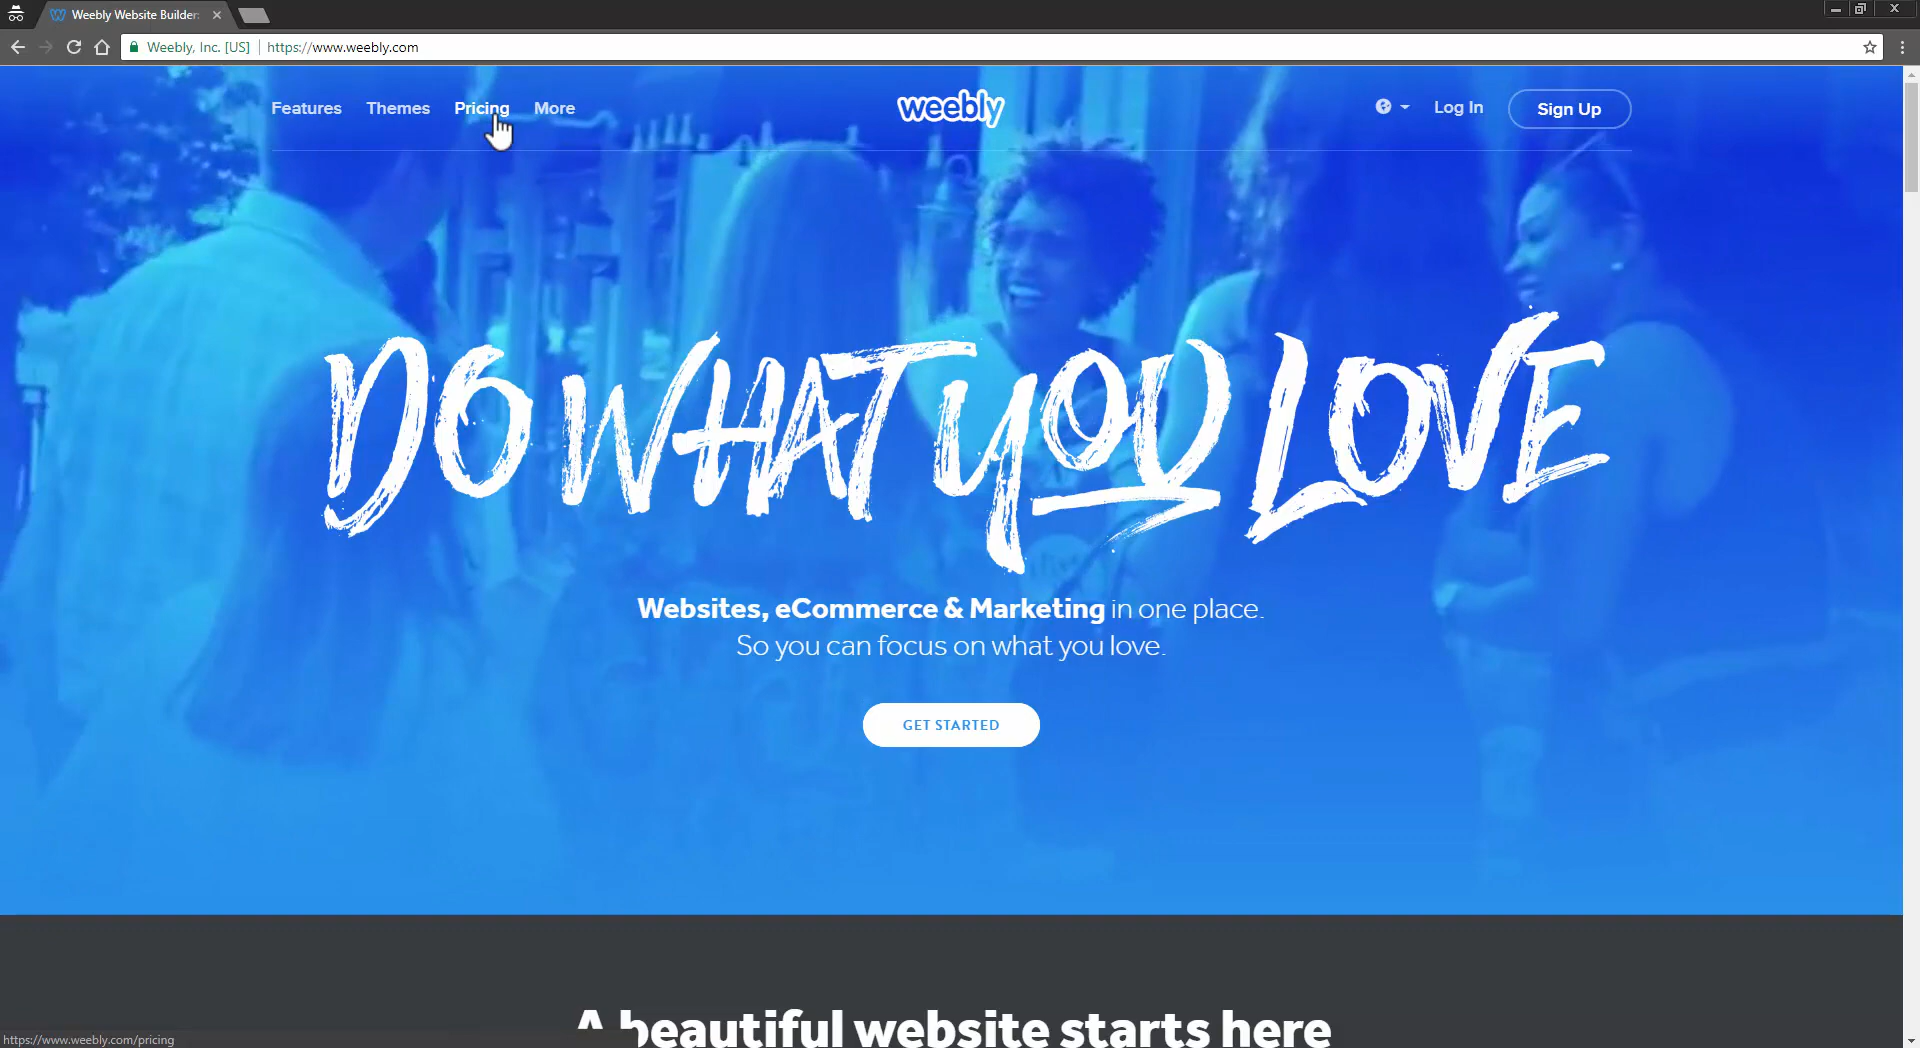 Weebly Website Builder:
Weebly, Inc. [US] https://www.weebly.com
Features Themes Pricing More
weebly
Log In Sign Up
DO WHAT YOU LOVE
Websites, eCommerce & Marketing in one place.
So you can focus on what you love.
GET STARTED
A beautiful website starts here
https://www.weebly.com/pricing